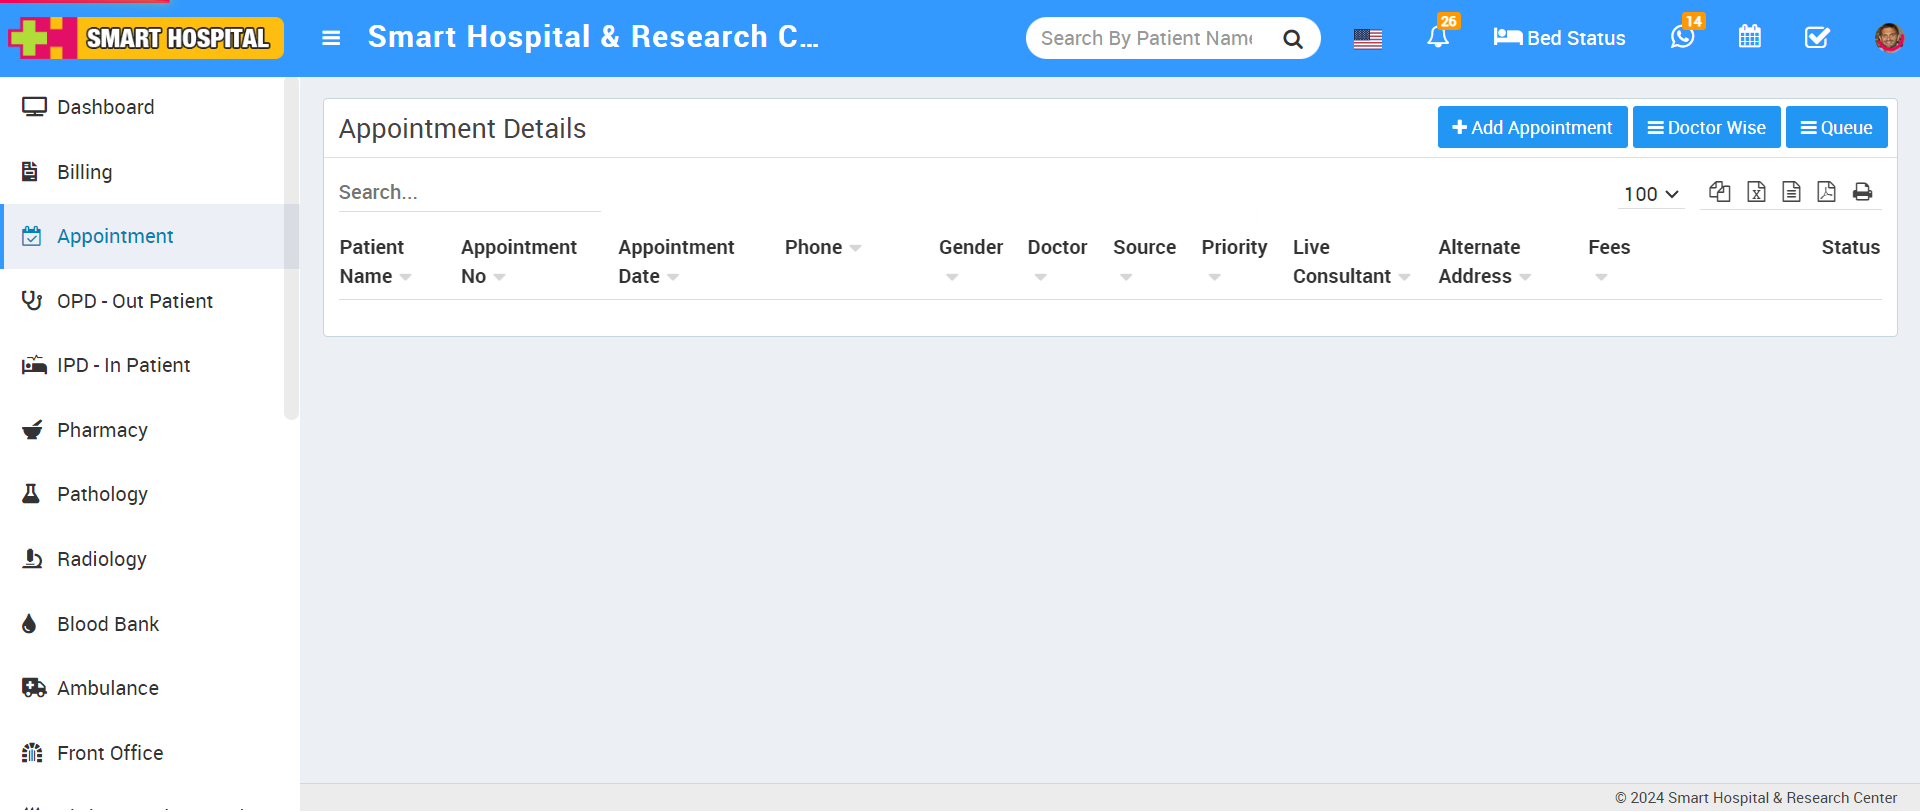 SMART HOSPITAL
Smart Hospital & Research C...
Search By Patient Name
26
Bed Status
14
Dashboard
Billing
Appointment
OPD - Out Patient
IPD - In Patient
Pharmacy
Pathology
Radiology
Blood Bank
Ambulance
Front Office
Appointment Details
Add Appointment
Doctor Wise
Queue
Search...
100
Patient Name
Appointment No
Appointment Date
Phone
Gender
Doctor
Source
Priority
Live Consultant
Alternate Address
Fees
Status
© 2024 Smart Hospital & Research Center